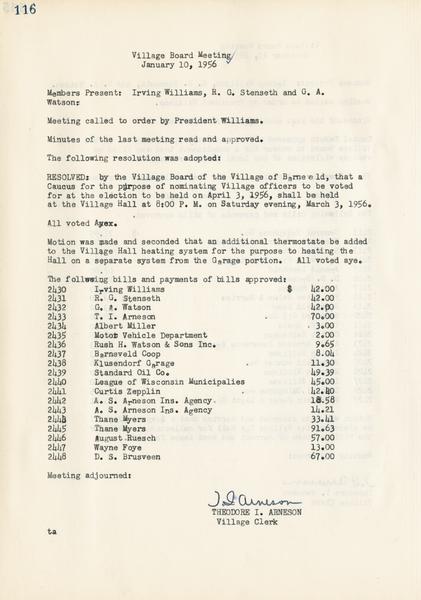 116
Village Board Meeting
January 10, 1956
Members Present: Irving Williams, R. G. Stenseth and G. A.
Watson:
Meeting called to order by President Williams.
Minutes of the last meeting read and approved.
The following resolution was adopted:
RESOLVED: by the Village Board of the Village of Barneveld, that a
Caucus for the purpose of nominating Village officers to be voted
for at the election to be held on April 3, 1956, shall be held
at the Village Hall at 8:00 P. M. on Saturday evening, March 3, 1956.
All voted Ayex.
Motion was made and seconded that an additional thermostate be added
to the Village Hall heating system for the purpose to heating the
Hall on a separate system from the Garage portion. All voted aye.
The following bills and payments of bills approved:
2430 Irving Williams $ 42.00
2431 R. G. Stenseth 42.00
2432 G. A. Watson 42.00
2433 T. I. Arneson 70.00
2434 Albert Miller 3.00
2435 Motor Vehicle Department 2.00
2436 Rush H. Watson & Sons Inc. 9.65
2437 Barneveld Coop 8.04
2438 Klusendorf Garage 11.30
2439 Standard Oil Co. 49.39
2440 League of Wisconsin Municipalies 45.00
2441 Curtis Zepplin 42.40
2442 A. S. Arneson Ins. Agency 18.58
2443 A. S. Arneson Ins. Agency 14.21
2444 Thane Myers 33.41
2445 Thane Myers 91.63
2446 August Ruesch 57.00
2447 Wayne Foye 13.00
2448 D. S. Brusveen 67.00
Meeting adjourned:
T. I. Arneson
THEODORE I. ARNESON
Village Clerk
ta